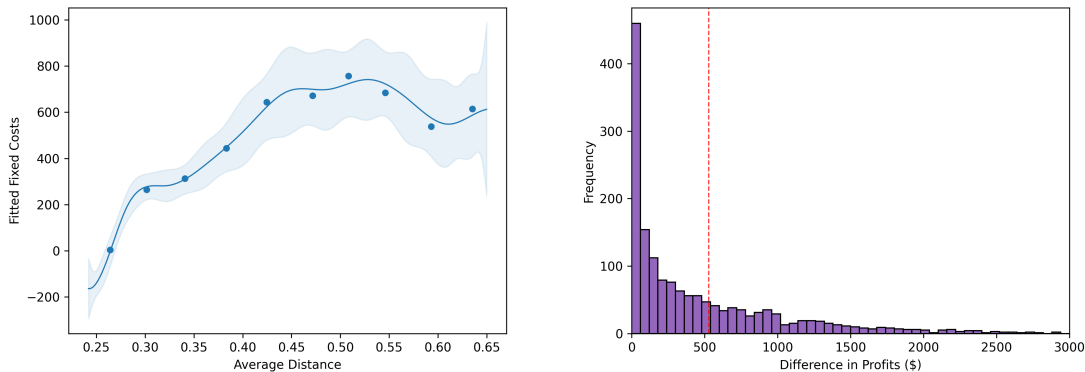 1000
800
600
400
200
0
−200
Fitted Fixed Costs
0.25 0.30 0.35 0.40 0.45 0.50 0.55 0.60 0.65
Average Distance
400
300
200
100
0
Frequency
0 500 1000 1500 2000 2500 3000
Difference in Profits ($)